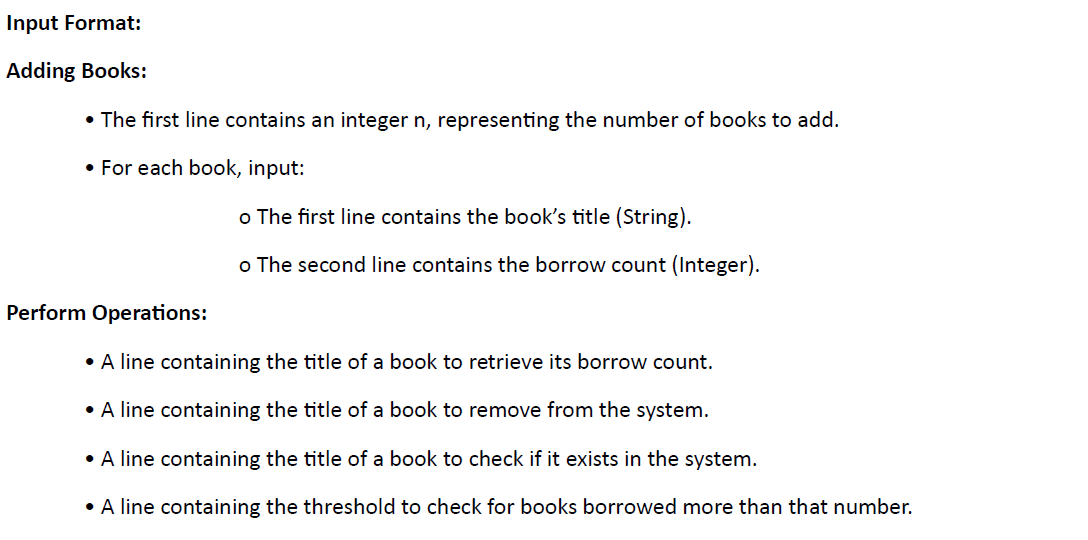 Input Format:
Adding Books:
• The first line contains an integer n, representing the number of books to add.
• For each book, input:
o The first line contains the book’s title (String).
o The second line contains the borrow count (Integer).
Perform Operations:
• A line containing the title of a book to retrieve its borrow count.
• A line containing the title of a book to remove from the system.
• A line containing the title of a book to check if it exists in the system.
• A line containing the threshold to check for books borrowed more than that number.